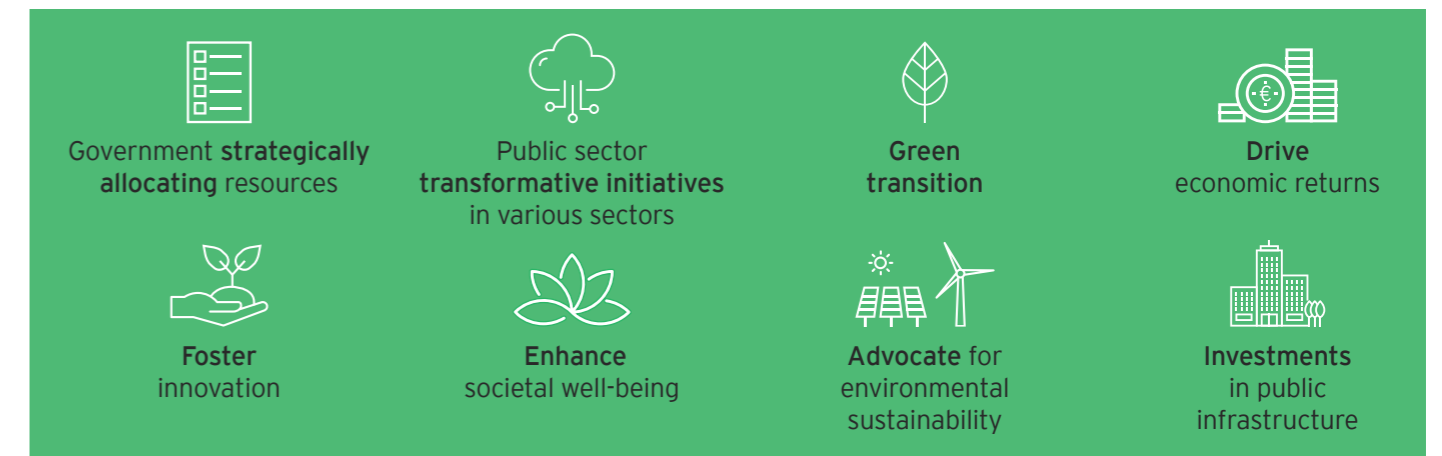 Government strategically
allocating resources
Public sector
transformative initiatives
in various sectors
Green
transition
Drive
economic returns
Foster
innovation
Enhance
societal well-being
Advocate for
environmental
sustainability
Investments
in public
infrastructure